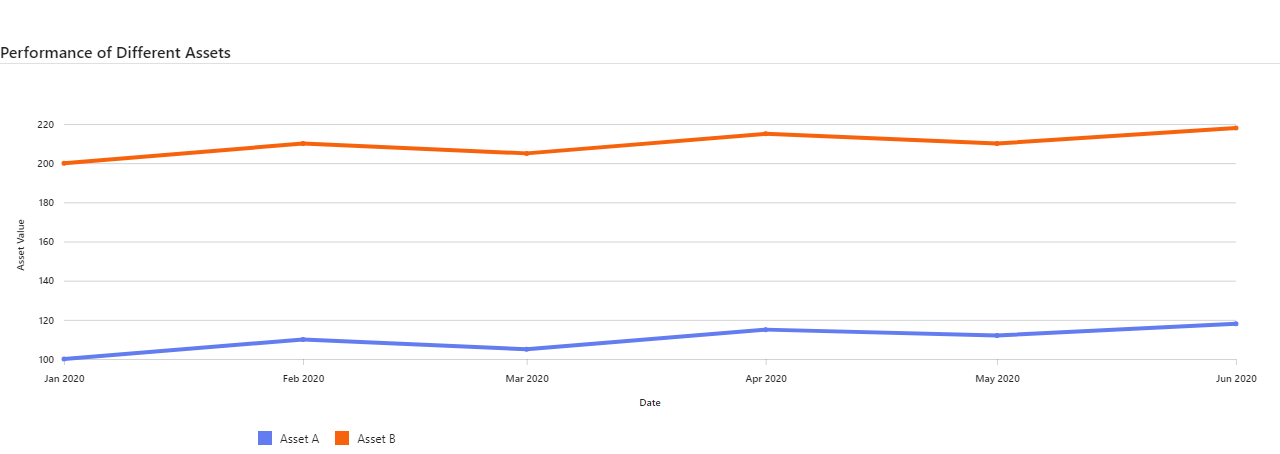 Performance of Different Assets
220
200
180
160
140
120
100
Asset Value
Jan 2020 Feb 2020 Mar 2020 Apr 2020 May 2020 Jun 2020
Date
Asset A Asset B